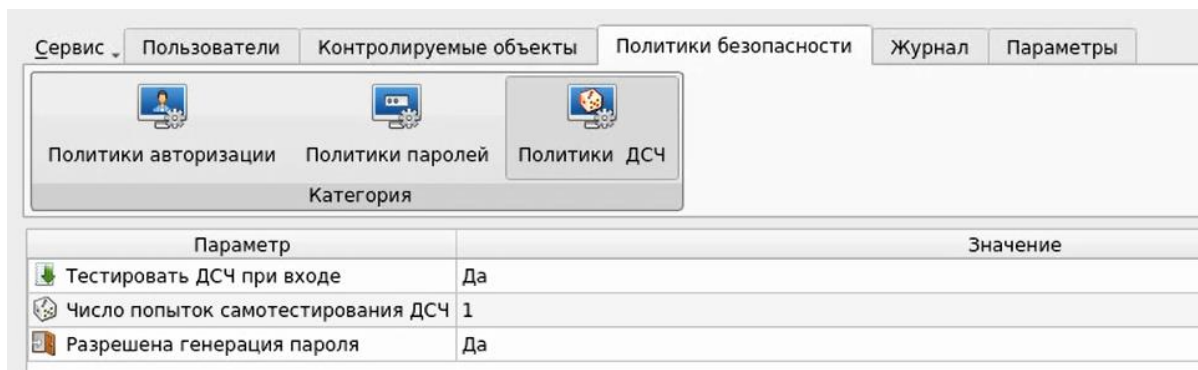 Сервис Пользователи Контролируемые объекты Политики безопасности Журнал Параметры
Политики авторизации Политики паролей Политики ДСЧ
Категория
Параметр Значение
Тестировать ДСЧ при входе Да
Число попыток самотестирования ДСЧ 1
Разрешена генерация пароля Да